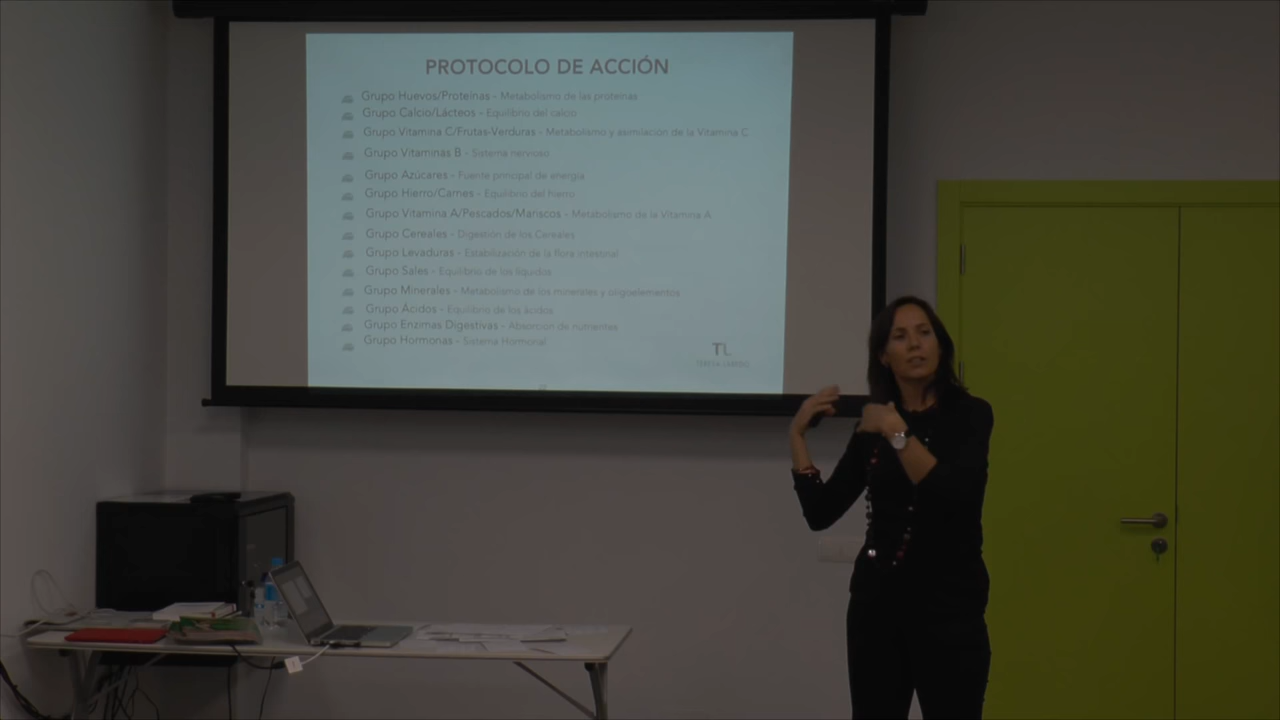 PROTOCOLO DE ACCIÓN
Grupo Huevos/Proteínas - Metabolismo de las proteínas
Grupo Calcio/Lácteos - Equilibrio del calcio
Grupo Vitamina C/Frutas-Verduras - Metabolismo y asimilación de la Vitamina C
Grupo Vitaminas B - Sistema nervioso
Grupo Azúcares - Fuente principal de energía
Grupo Hierro/Carnes - Equilibrio del hierro
Grupo Vitamina A/Pescados/Mariscos - Metabolismo de la Vitamina A
Grupo Cereales - Digestión de los Cereales
Grupo Levaduras - Estabilización de la flora intestinal
Grupo Sales - Equilibrio de los líquidos
Grupo Minerales - Metabolismo de los minerales y oligoelementos
Grupo Ácidos - Equilibrio de los ácidos
Grupo Enzimas Digestivas - Absorción de nutrientes
Grupo Hormonas - Sistema Hormonal
TL